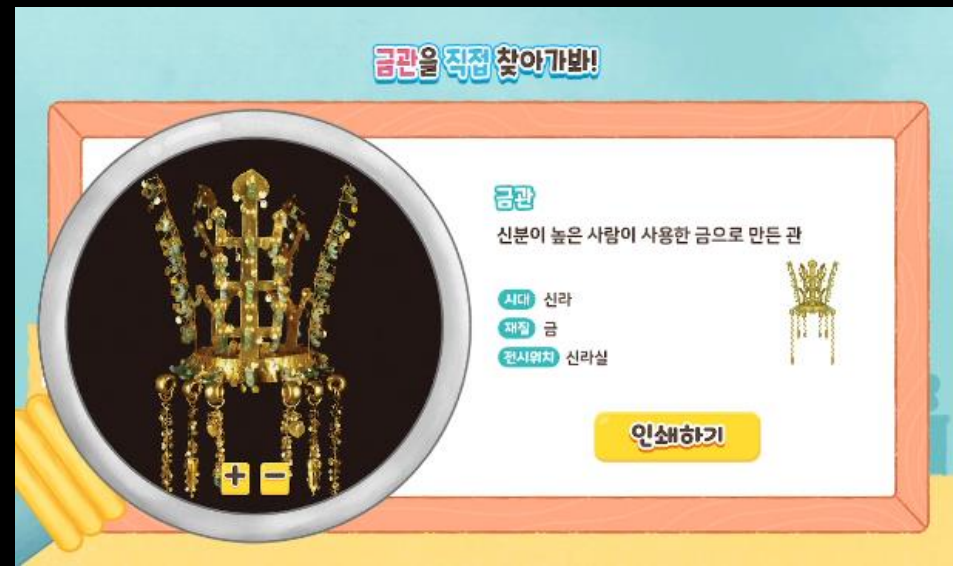 금관을 직접 찾아가봐!
금관
신분이 높은 사람이 사용한 금으로 만든 관
시대 신라
재질 금
전시위치 신라실
인쇄하기
+ −